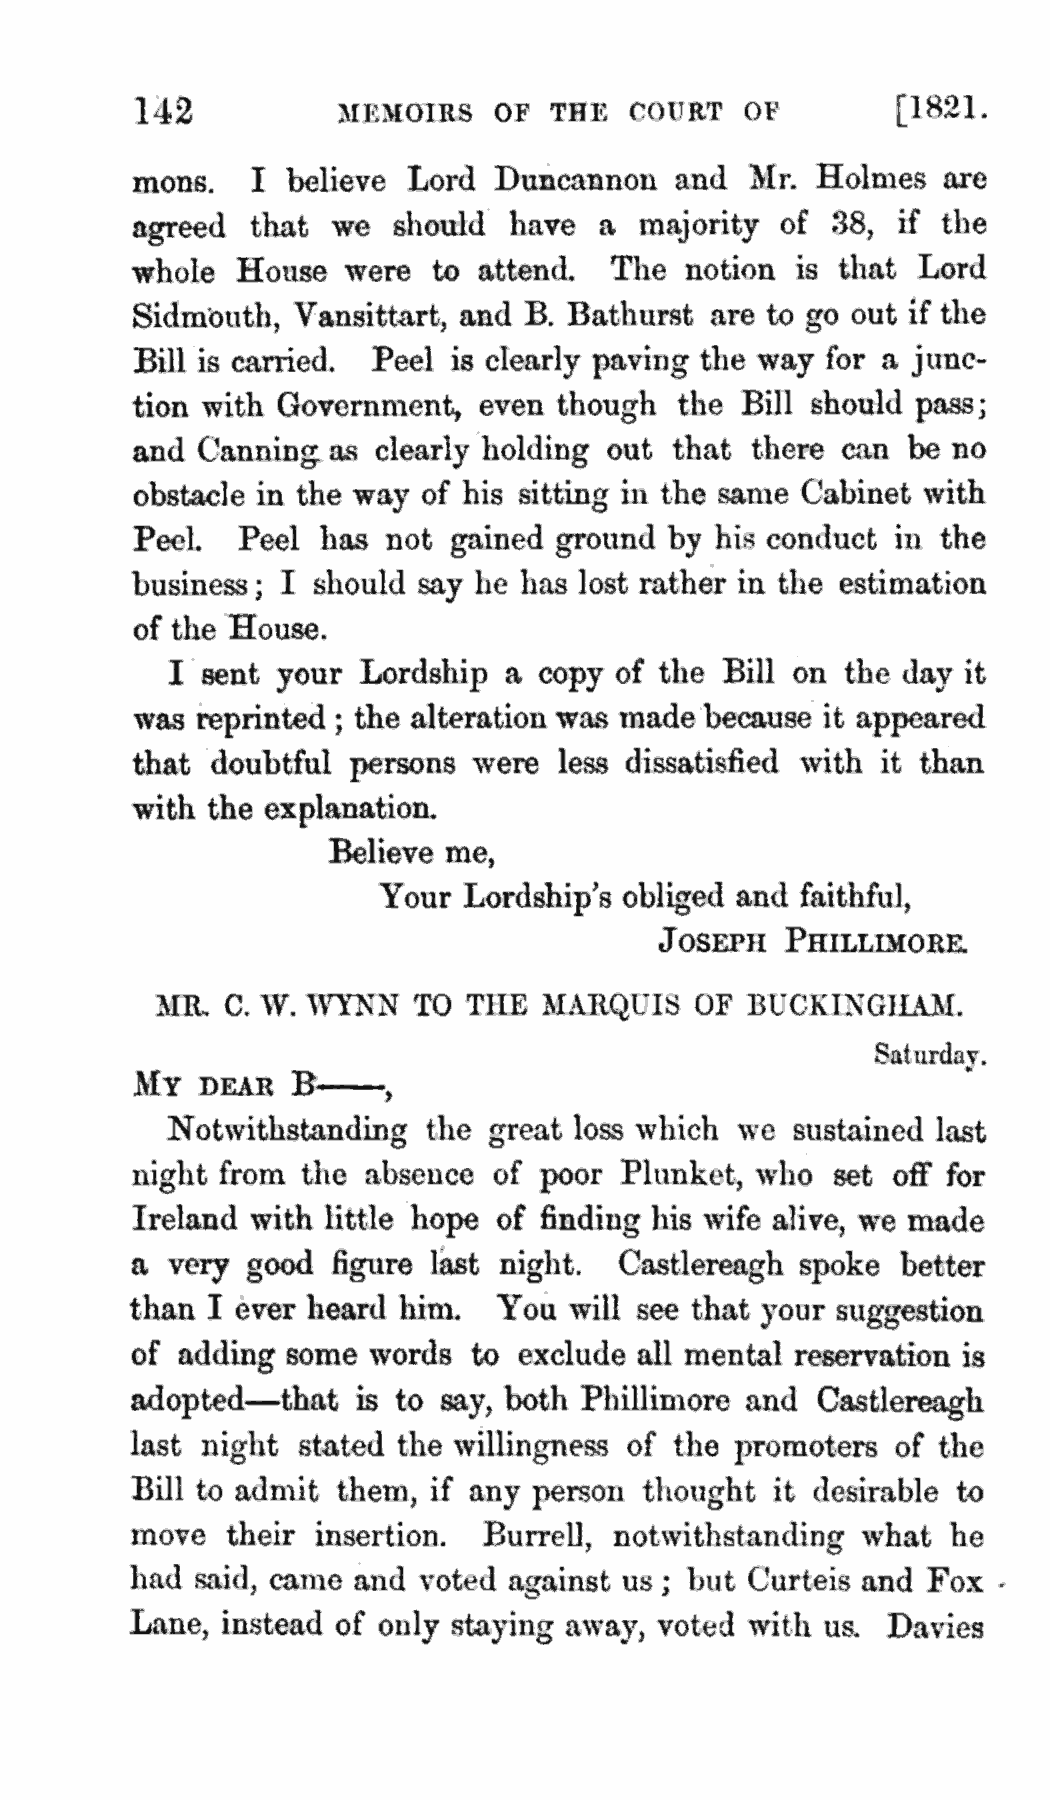 142 MEMOIRS OF THE COURT OF [1821.
mons. I believe Lord Duncannon and Mr. Holmes are
agreed that we should have a majority of 38, if the
whole House were to attend. The notion is that Lord
Sidmouth, Vansittart, and B. Bathurst are to go out if the
Bill is carried. Peel is clearly paving the way for a junc-
tion with Government, even though the Bill should pass;
and Canning as clearly holding out that there can be no
obstacle in the way of his sitting in the same Cabinet with
Peel. Peel has not gained ground by his conduct in the
business; I should say he has lost rather in the estimation
of the House.
I sent your Lordship a copy of the Bill on the day it
was reprinted; the alteration was made because it appeared
that doubtful persons were less dissatisfied with it than
with the explanation.
Believe me,
Your Lordship's obliged and faithful,
JOSEPH PHILLIMORE.
MR. C. W. WYNN TO THE MARQUIS OF BUCKINGHAM.
Saturday.
MY DEAR B——,
Notwithstanding the great loss which we sustained last
night from the absence of poor Plunket, who set off for
Ireland with little hope of finding his wife alive, we made
a very good figure last night. Castlereagh spoke better
than I ever heard him. You will see that your suggestion
of adding some words to exclude all mental reservation is
adopted—that is to say, both Phillimore and Castlereagh
last night stated the willingness of the promoters of the
Bill to admit them, if any person thought it desirable to
move their insertion. Burrell, notwithstanding what he
had said, came and voted against us; but Curteis and Fox
Lane, instead of only staying away, voted with us. Davies